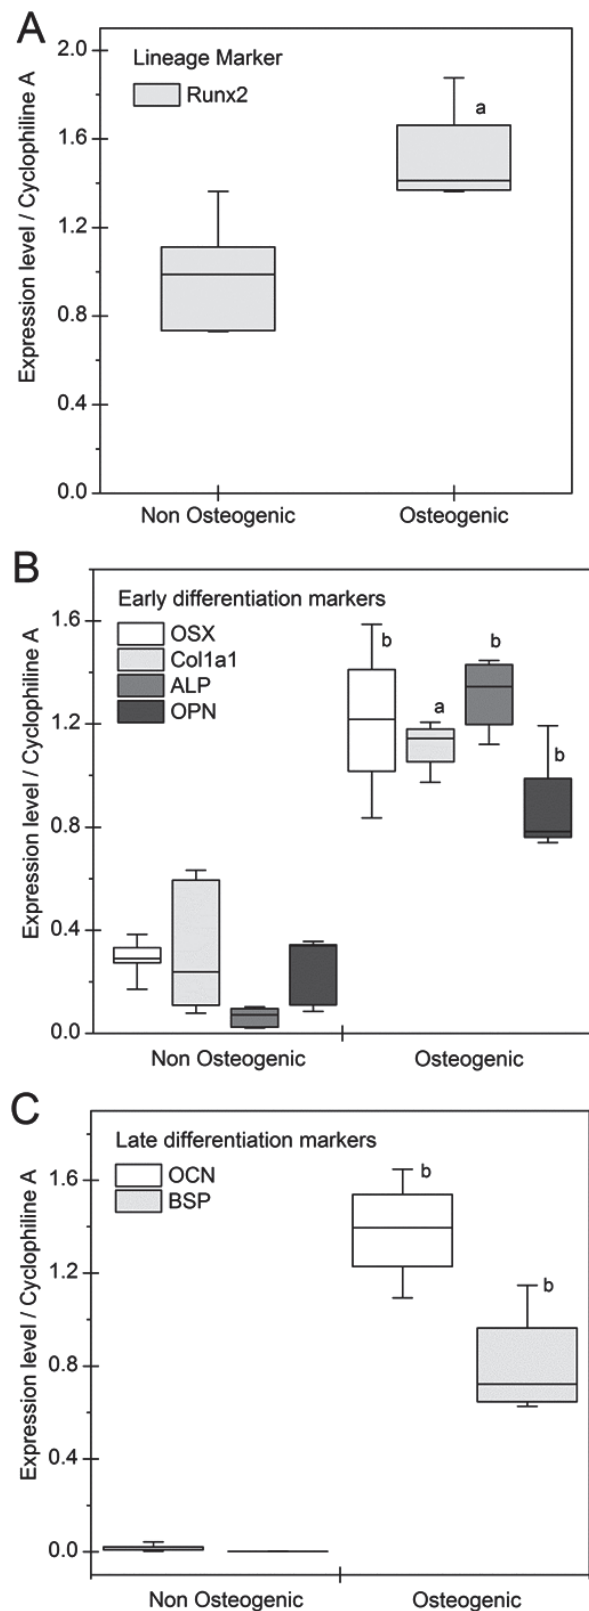 A
Expression level / Cyclophiline A
2.0
1.6
1.2
0.8
0.4
0.0
Lineage Marker
Runx2
a
Non Osteogenic
Osteogenic
B
Expression level / Cyclophiline A
1.6
1.2
0.8
0.4
0.0
Early differentiation markers
OSX
Col1a1
ALP
OPN
b
a
b
b
Non Osteogenic
Osteogenic
C
Expression level / Cyclophiline A
1.6
1.2
0.8
0.4
0.0
Late differentiation markers
OCN
BSP
b
b
Non Osteogenic
Osteogenic